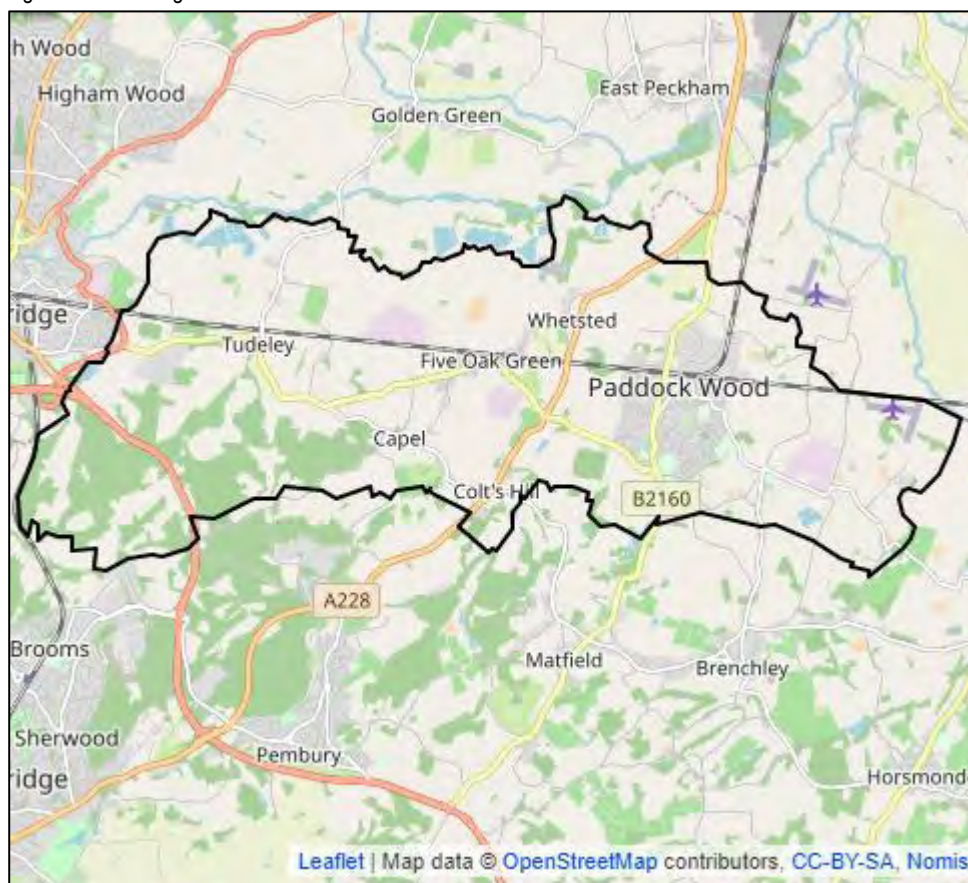 h Wood
Higham Wood
East Peckham
Golden Green
ridge
Whetsted
Tudeley
Five Oak Green
Paddock Wood
Capel
Colt's Hill
B2160
A228
Brooms
Matfield
Brenchley
Sherwood
Pembury
ridge
Horsmonde
Leaflet | Map data © OpenStreetMap contributors, CC-BY-SA, Nomis